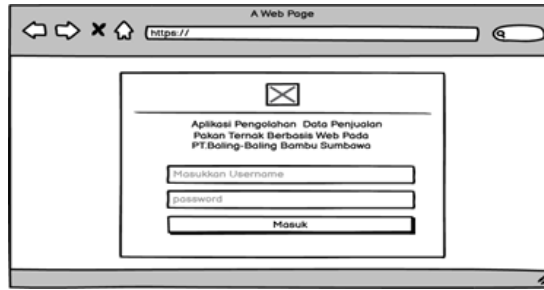 A Web Page
https://
Aplikasi Pengolahan Data Penjualan
Pakan Ternak Berbasis Web Pada
PT.Baling-Baling Bambu Sumbawa
Masukkan Username
password
Masuk